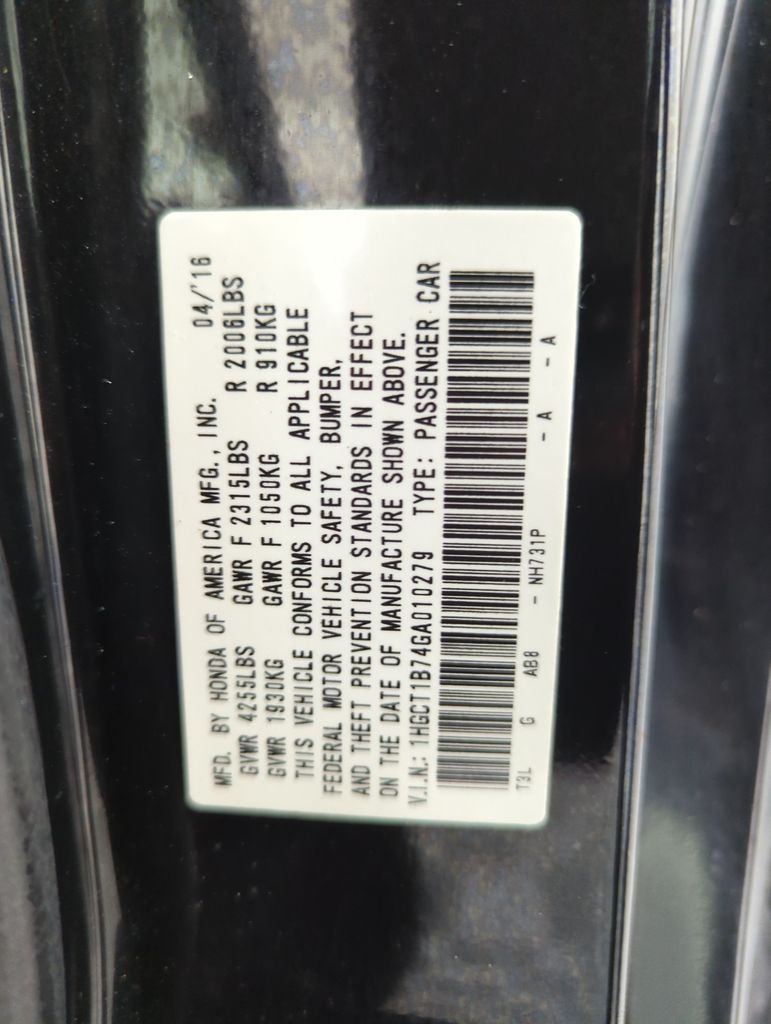 MFD. BY HONDA OF AMERICA MFG., INC. 04/'16
GVWR 4255LBS GAWR F 2315LBS R 2006LBS
GVWR 1930KG GAWR F 1050KG R 910KG
THIS VEHICLE CONFORMS TO ALL APPLICABLE
FEDERAL MOTOR VEHICLE SAFETY, BUMPER,
AND THEFT PREVENTION STANDARDS IN EFFECT
ON THE DATE OF MANUFACTURE SHOWN ABOVE.
V.I.N.: 1HGCT1B74GA010279 TYPE: PASSENGER CAR
T3L G AB8 - NH731P - A - A